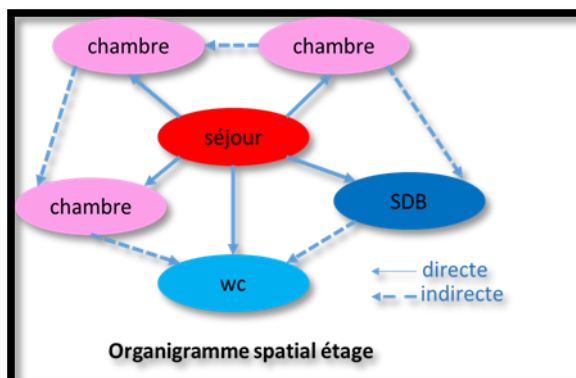 chambre
chambre
séjour
chambre
SDB
wc
directe
indirecte
Organigramme spatial étage